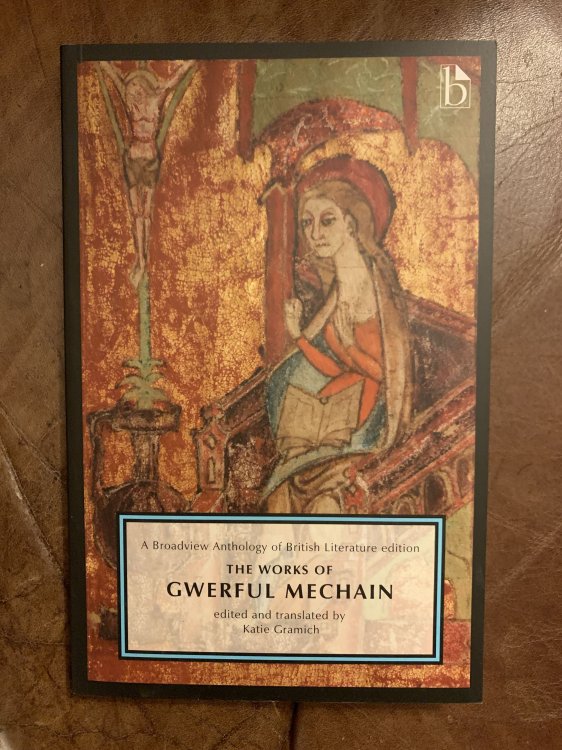 b
A Broadview Anthology of British Literature edition
THE WORKS OF
GWERFUL MECHAIN
edited and translated by
Katie Gramich